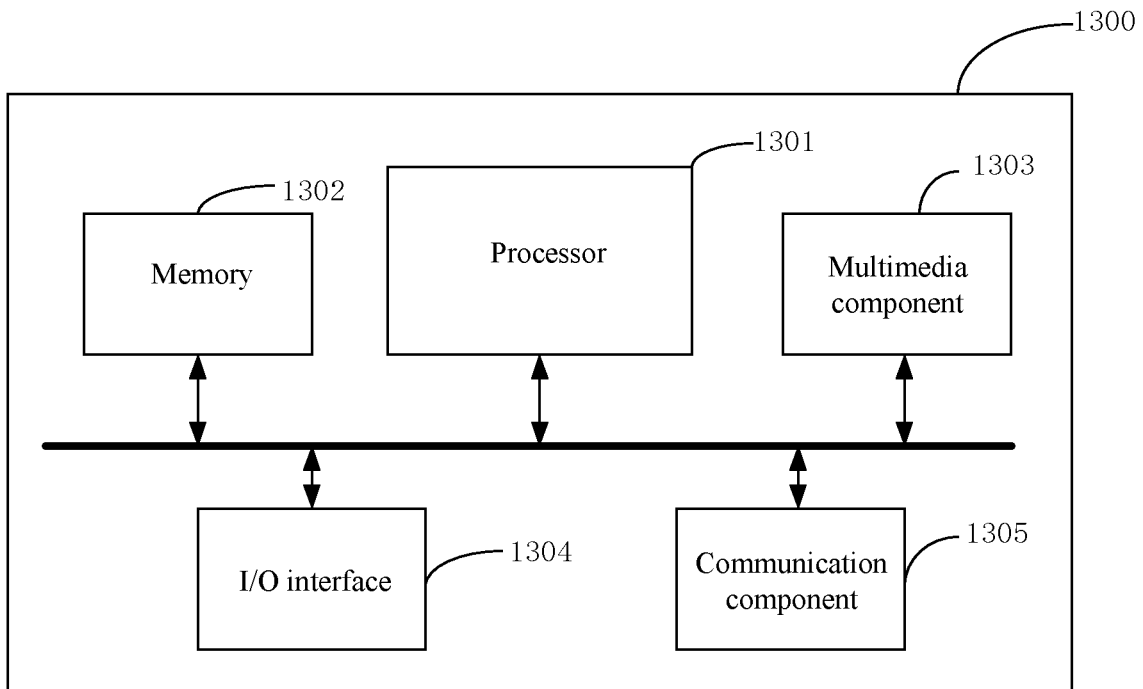 1300
1301
1302
1303
Memory
Processor
Multimedia
component
1304
1305
I/O interface
Communication
component